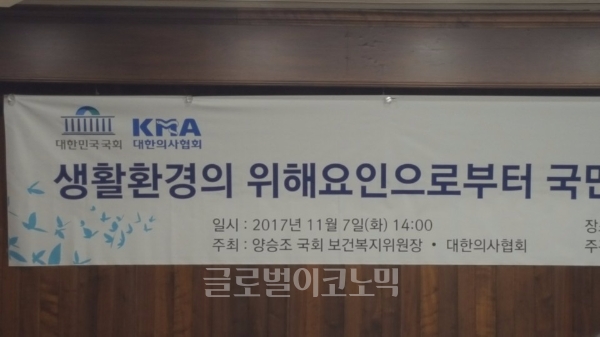 대한민국국회
KMA
대한의사협회
생활환경의 위해요인으로부터 국민
일시 : 2017년 11월 7일(화) 14:00
주최 : 양승조 국회 보건복지위원장 • 대한의사협회
글로벌이코노믹